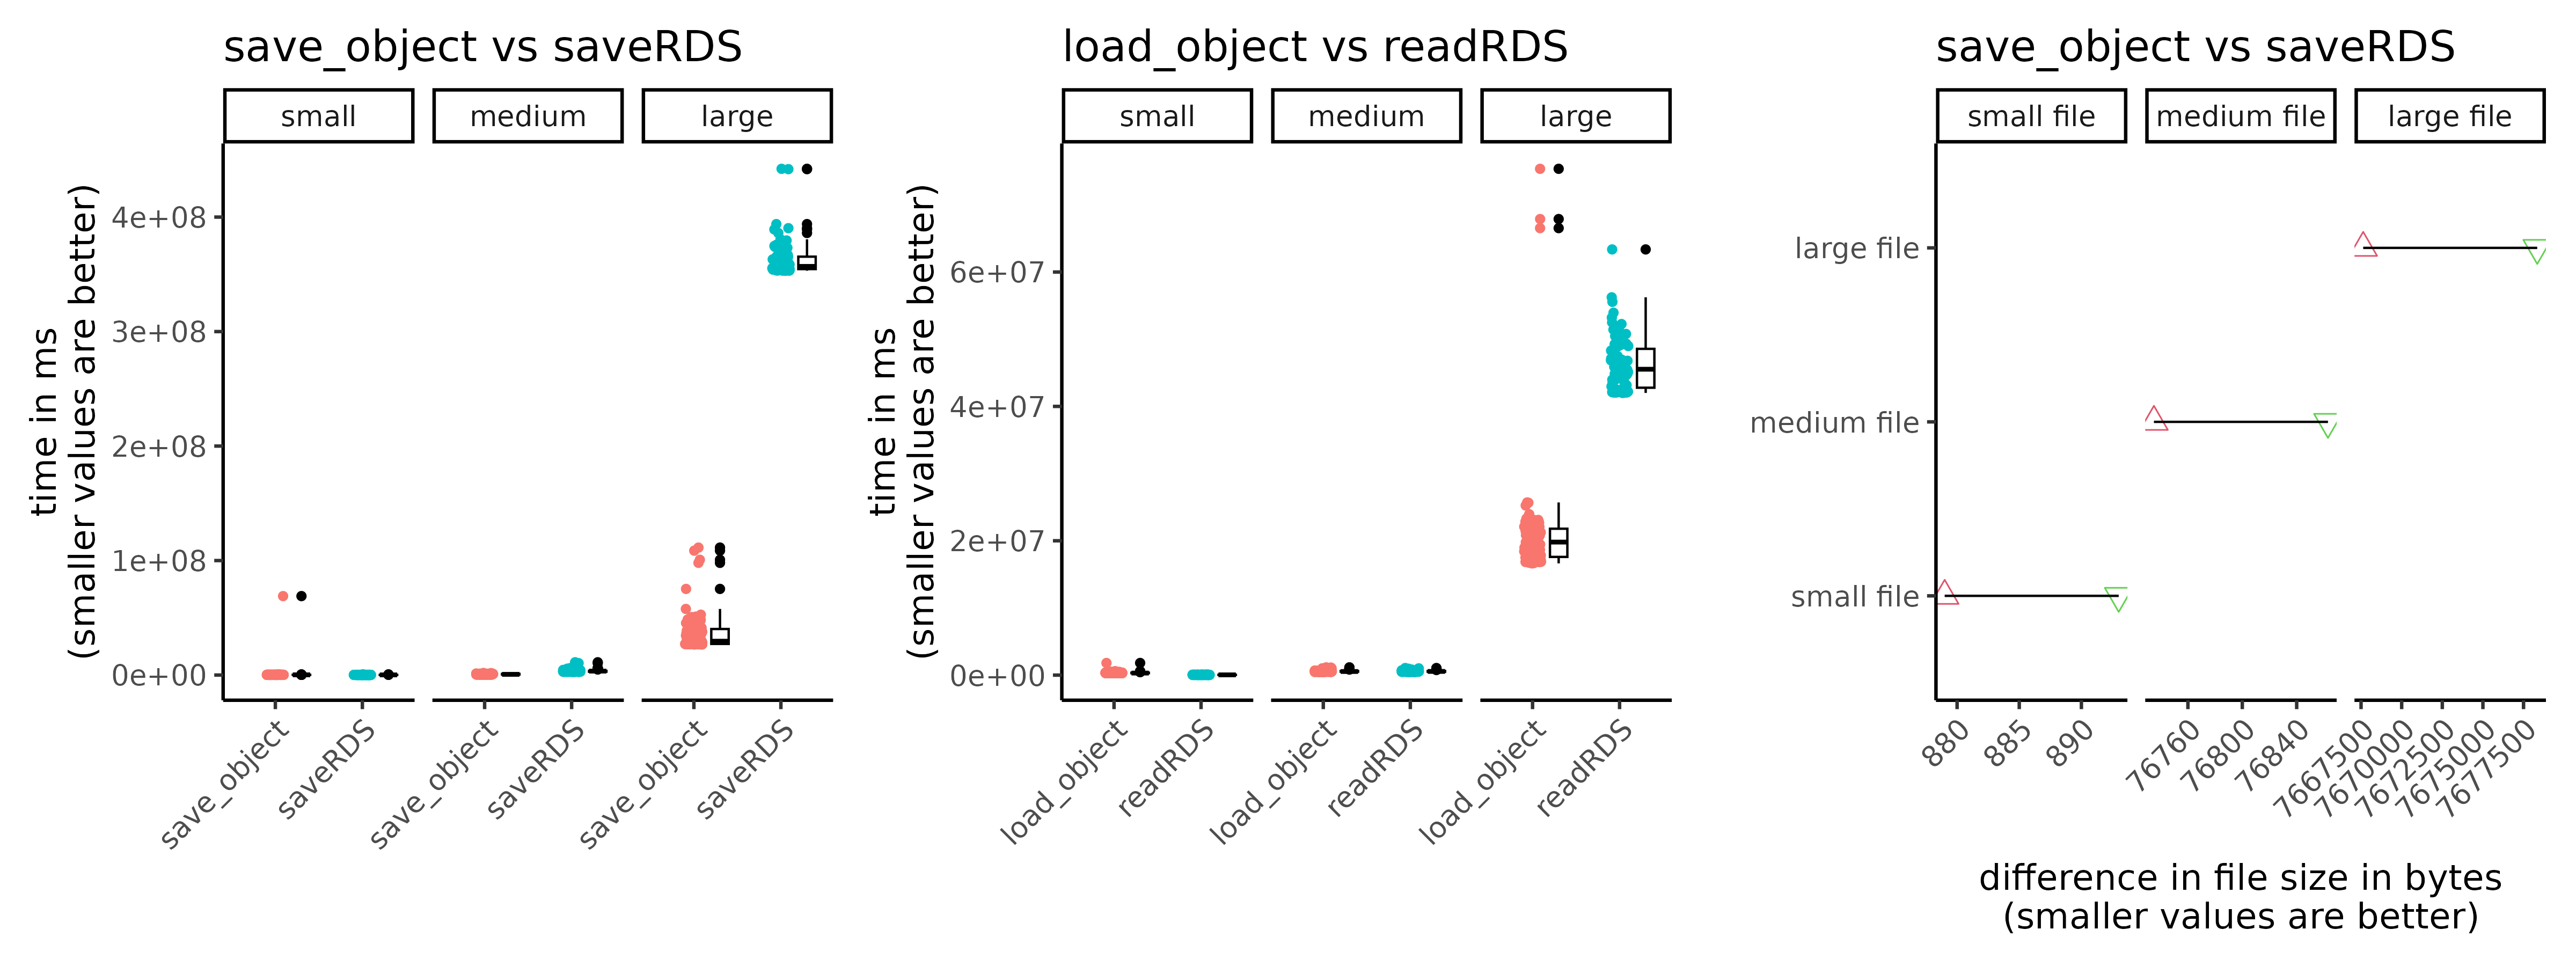 save_object vs saveRDS
small
medium
large
time in ms
(smaller values are better)
4e+08
3e+08
2e+08
1e+08
0e+00
save_object
saveRDS
save_object
saveRDS
save_object
saveRDS
load_object vs readRDS
small
medium
large
time in ms
(smaller values are better)
6e+07
4e+07
2e+07
0e+00
load_object
readRDS
load_object
readRDS
load_object
readRDS
save_object vs saveRDS
small file
medium file
large file
large file
medium file
small file
880
885
890
76760
76800
76840
7667500
7670000
7672500
7675000
7677500
difference in file size in bytes
(smaller values are better)